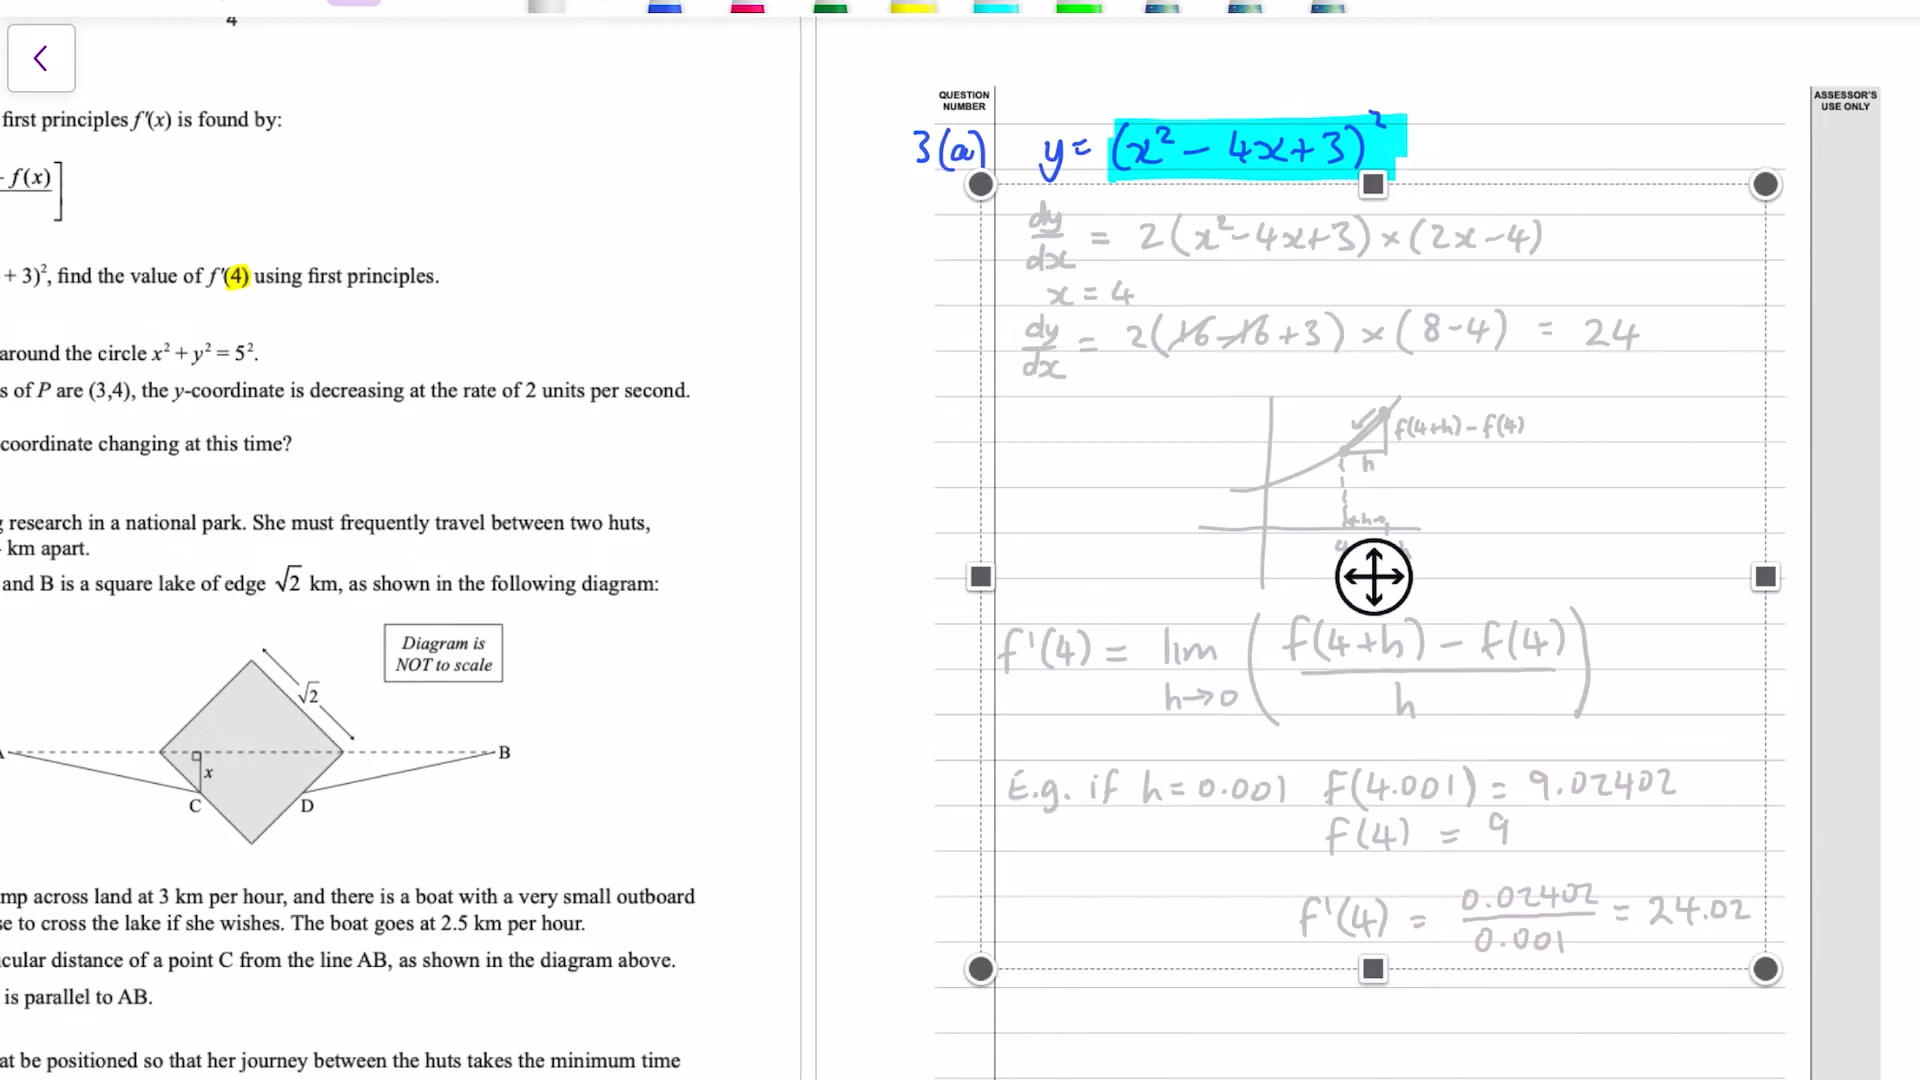 4
first principles f′(x) is found by:
- f(x)
+ 3)², find the value of f′(4) using first principles.
around the circle x² + y² = 5².
s of P are (3,4), the y-coordinate is decreasing at the rate of 2 units per second.
coordinate changing at this time?
g research in a national park. She must frequently travel between two huts,
km apart.
and B is a square lake of edge √2 km, as shown in the following diagram:
Diagram is
NOT to scale
√2
B
x
C D
mp across land at 3 km per hour, and there is a boat with a very small outboard
se to cross the lake if she wishes. The boat goes at 2.5 km per hour.
icular distance of a point C from the line AB, as shown in the diagram above.
is parallel to AB.
at be positioned so that her journey between the huts takes the minimum time
QUESTION
NUMBER
ASSESSOR'S
USE ONLY
3(a) y = (x² - 4x + 3)²
dy/dx = 2(x²-4x+3)×(2x-4)
x = 4
dy/dx = 2(16-16+3)×(8-4) = 24
f(4+h)-f(4)
h
h
f'(4) = lim h→0 (f(4+h) - f(4) / h)
E.g. if h = 0.001 f(4.001) = 9.02402
f(4) = 9
f'(4) = 0.02402/0.001 = 24.02